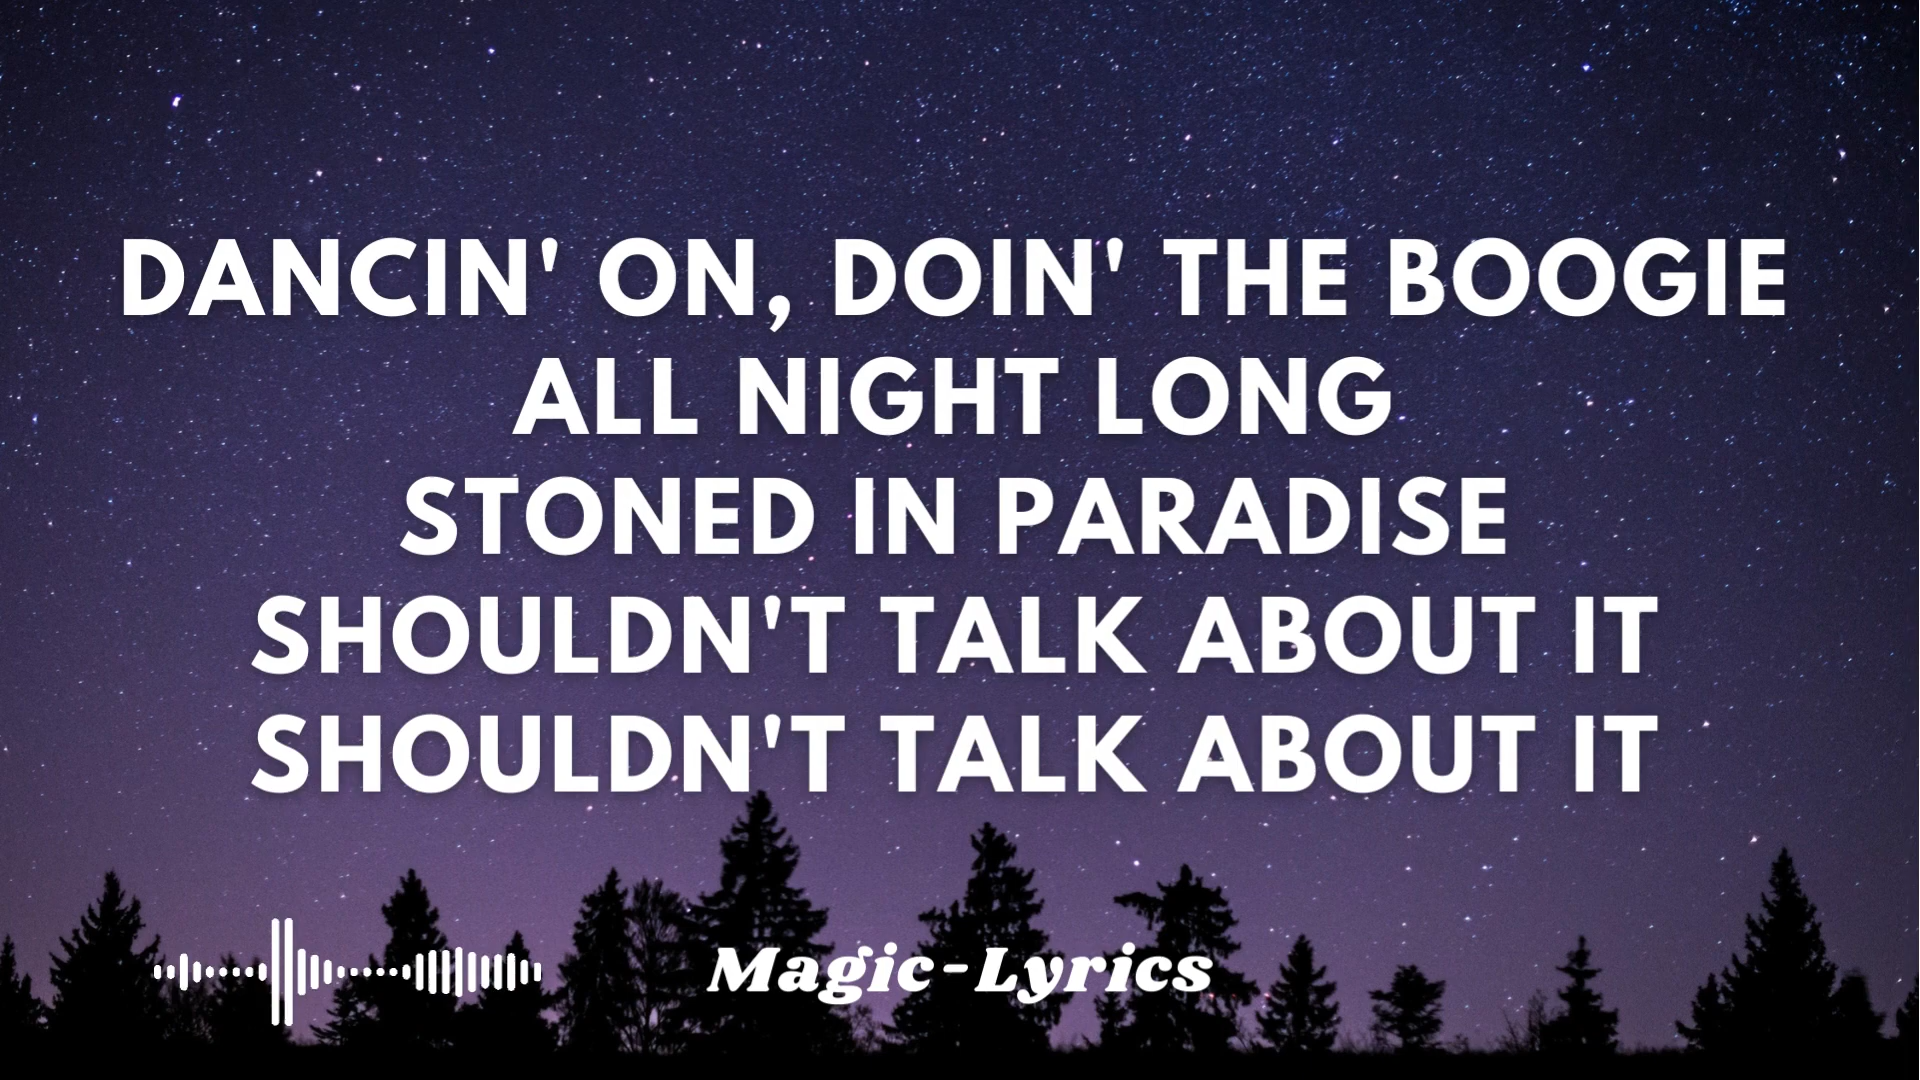 DANCIN' ON, DOIN' THE BOOGIE
ALL NIGHT LONG
STONED IN PARADISE
SHOULDN'T TALK ABOUT IT
SHOULDN'T TALK ABOUT IT
Magic-Lyrics